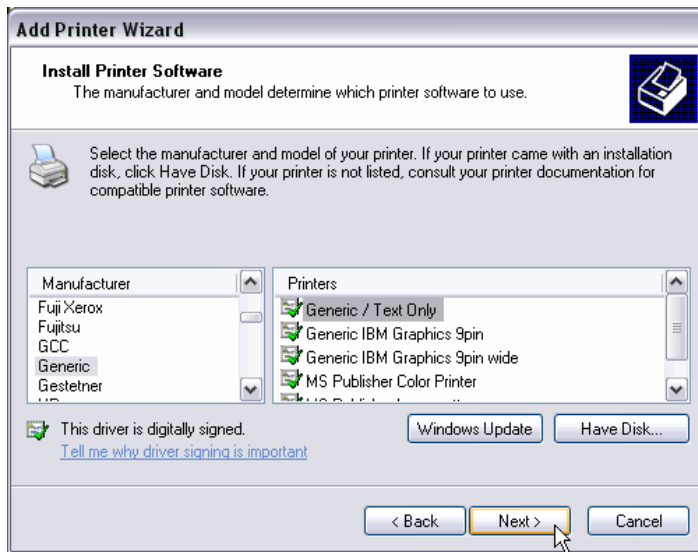 Add Printer Wizard
Install Printer Software
The manufacturer and model determine which printer software to use.
Select the manufacturer and model of your printer. If your printer came with an installation
disk, click Have Disk. If your printer is not listed, consult your printer documentation for
compatible printer software.
Manufacturer
Fuji Xerox
Fujitsu
GCC
Generic
Gestetner
Printers
Generic / Text Only
Generic IBM Graphics 9pin
Generic IBM Graphics 9pin wide
MS Publisher Color Printer
This driver is digitally signed.
Tell me why driver signing is important
Windows Update
Have Disk...
< Back
Next >
Cancel